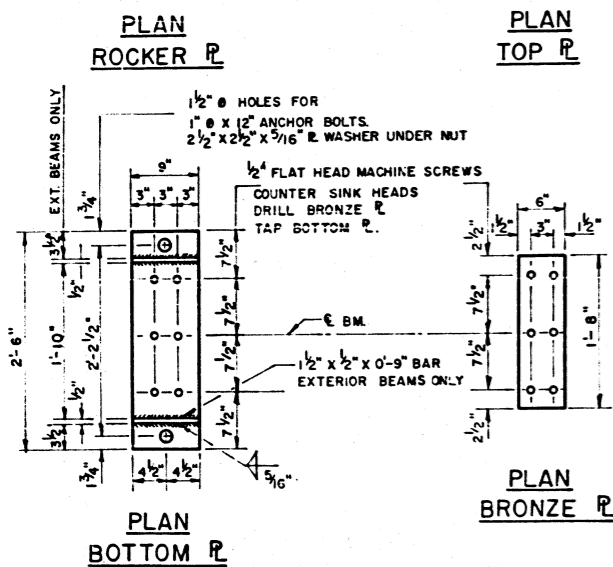 PLAN
ROCKER ⅊
PLAN
TOP ⅊
1½" ø HOLES FOR
1" ø X 12" ANCHOR BOLTS.
2½" X 2½" X 5/16" ⅊ WASHER UNDER NUT
EXT. BEAMS ONLY
9"
3" 3" 3"
½"ɸ FLAT HEAD MACHINE SCREWS
COUNTER SINK HEADS
DRILL BRONZE ⅊
TAP BOTTOM ⅊.
6"
1½" 3" 1½"
1¾"
3½"
½"
2'-6"
1'-10"
2'-2½"
½"
3½"
1¾"
7½"
7½"
7½"
7½"
℄ BM.
2½"
7½"
7½"
2½"
1'-8"
1½" X ½" X 0'-9" BAR
EXTERIOR BEAMS ONLY
4½" 4½"
5/16"
PLAN
BOTTOM ⅊
PLAN
BRONZE ⅊